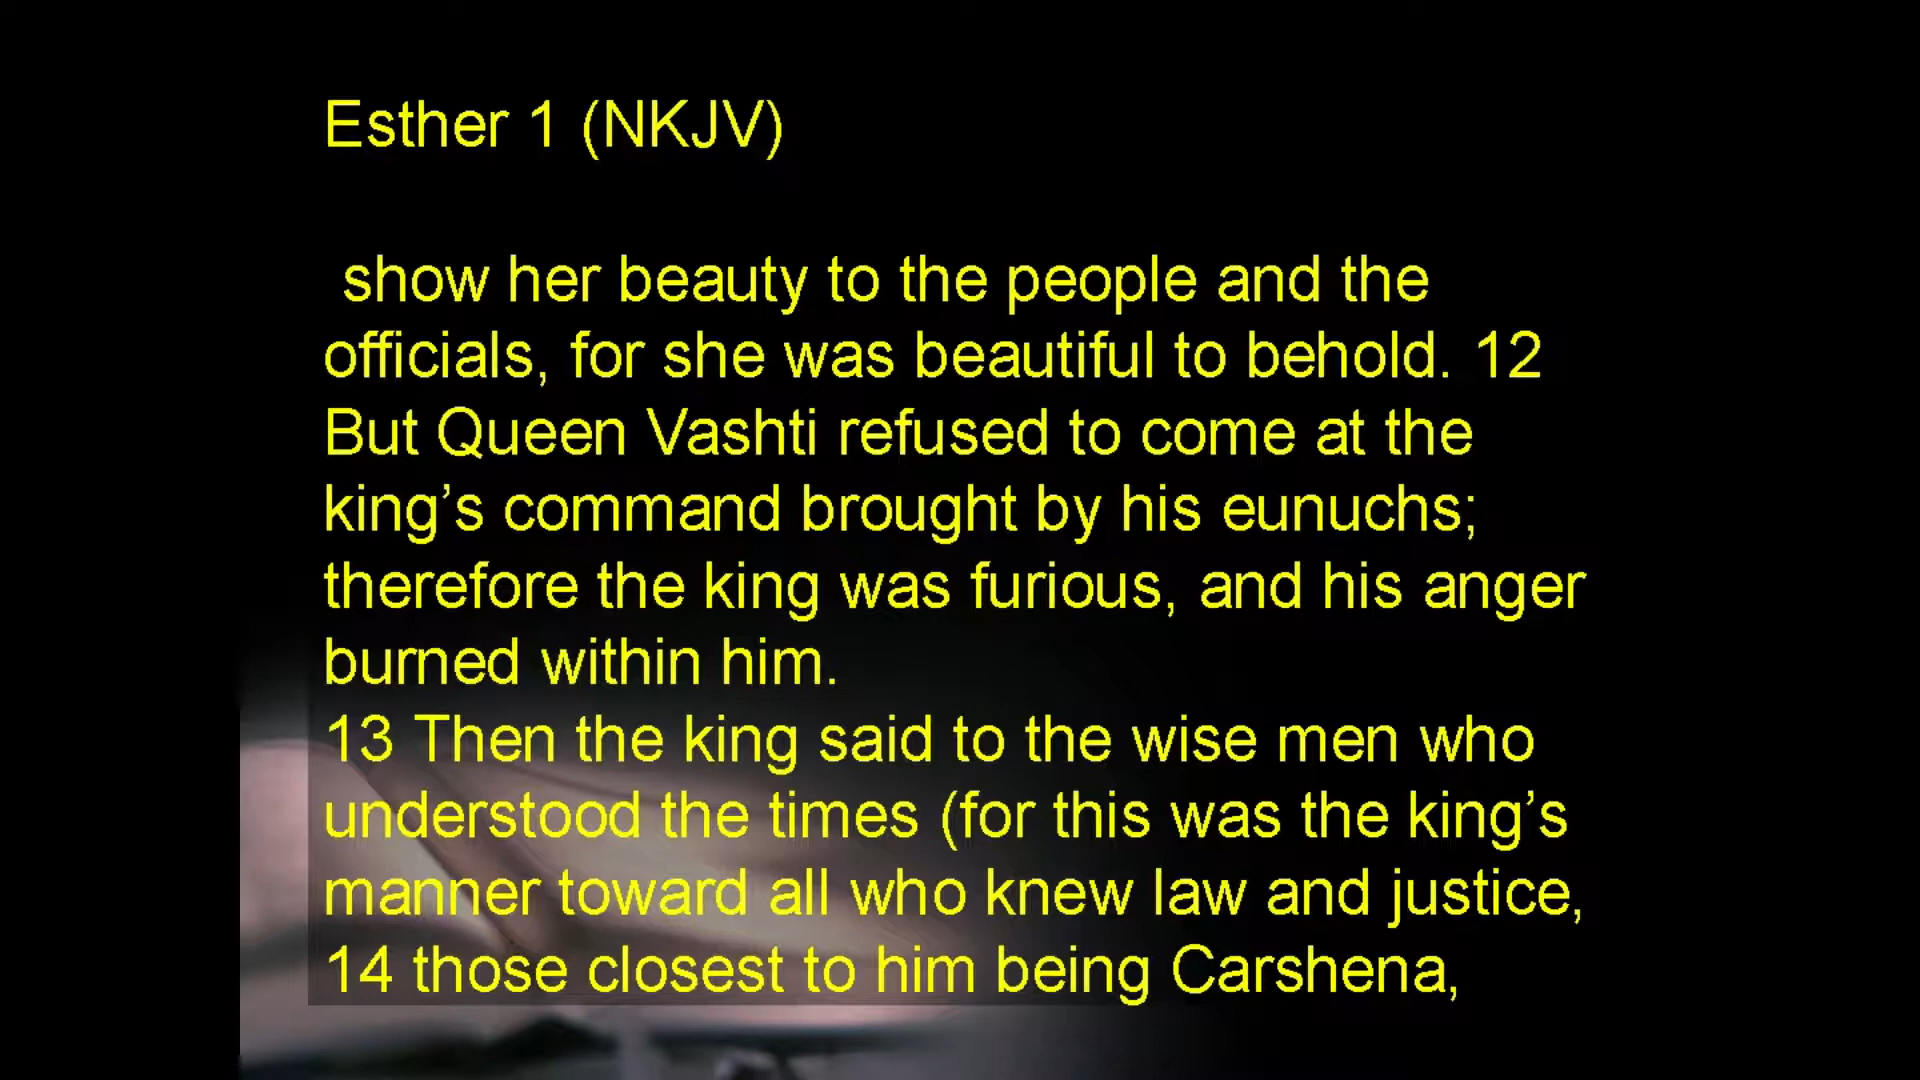 Esther 1 (NKJV)
show her beauty to the people and the
officials, for she was beautiful to behold. 12
But Queen Vashti refused to come at the
king’s command brought by his eunuchs;
therefore the king was furious, and his anger
burned within him.
13 Then the king said to the wise men who
understood the times (for this was the king’s
manner toward all who knew law and justice,
14 those closest to him being Carshena,